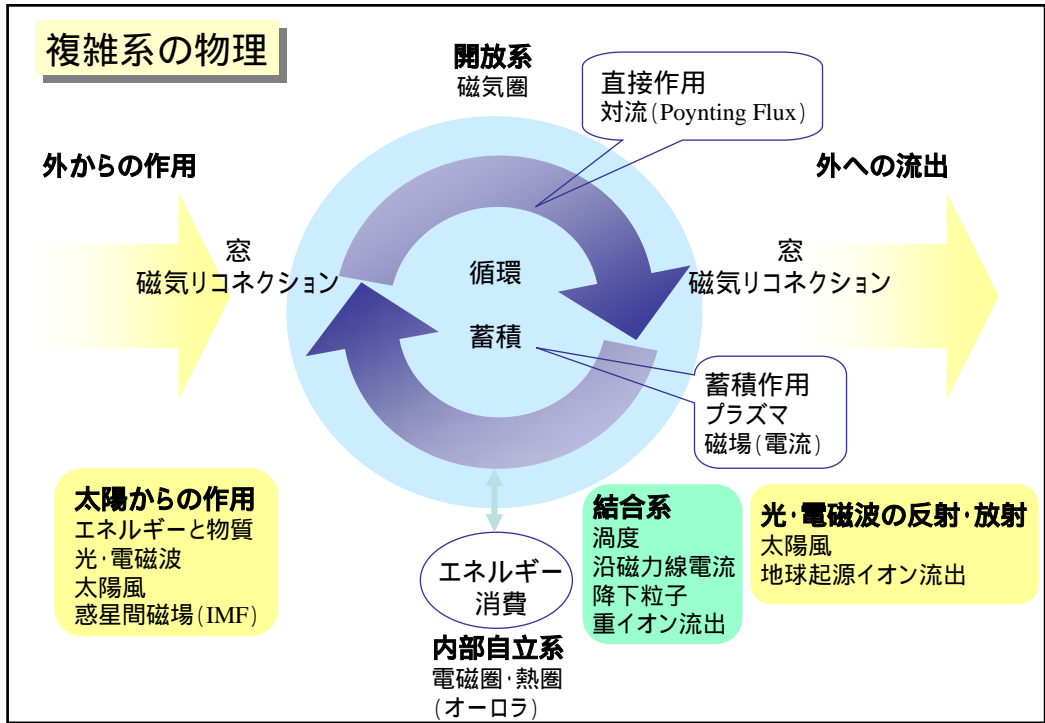 複雑系の物理
開放系
磁気圏
直接作用
対流(Poynting Flux)
外からの作用
外への流出
窓
磁気リコネクション
循環
蓄積
窓
磁気リコネクション
蓄積作用
プラズマ
磁場(電流)
太陽からの作用
エネルギーと物質
光・電磁波
太陽風
惑星間磁場(IMF)
エネルギー
消費
内部自立系
電磁圏・熱圏
(オーロラ)
結合系
渦度
沿磁力線電流
降下粒子
重イオン流出
光・電磁波の反射・放射
太陽風
地球起源イオン流出